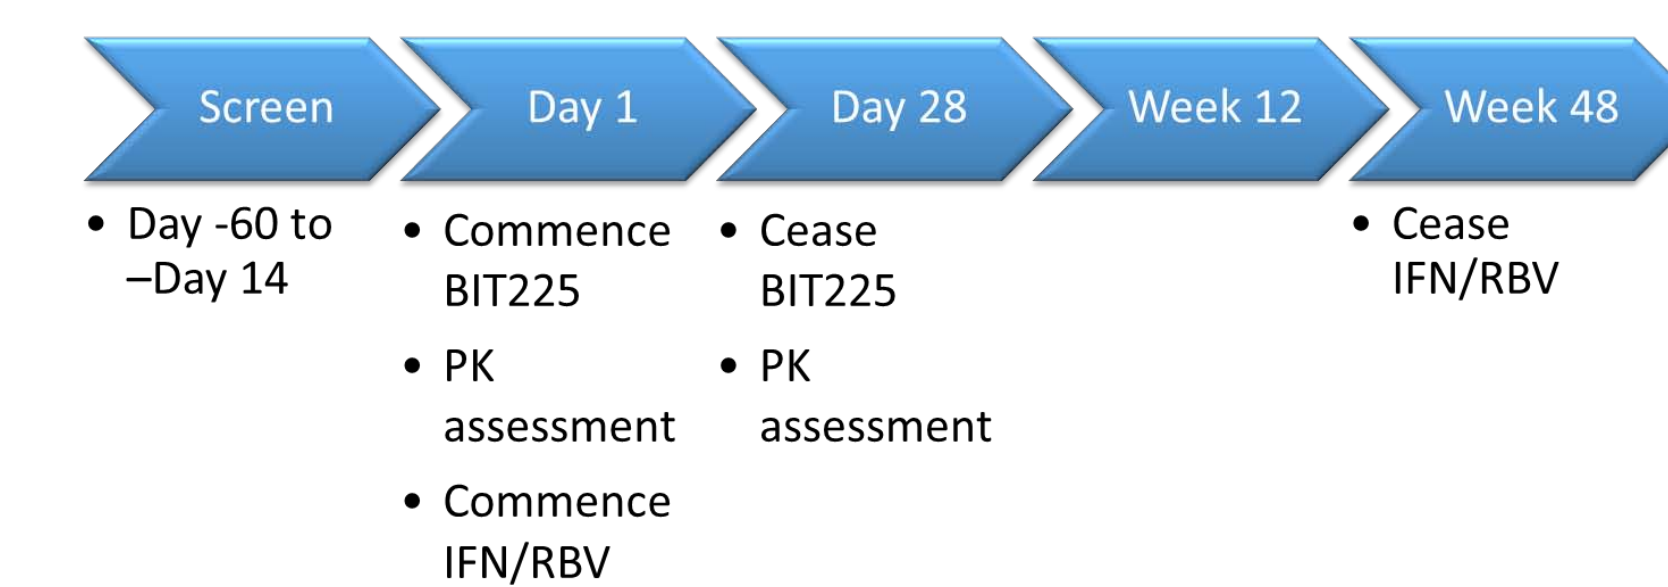 Screen
Day 1
Day 28
Week 12
Week 48
• Day -60 to
–Day 14
• Commence
BIT225
• PK
assessment
• Commence
IFN/RBV
• Cease
BIT225
• PK
assessment
• Cease
IFN/RBV